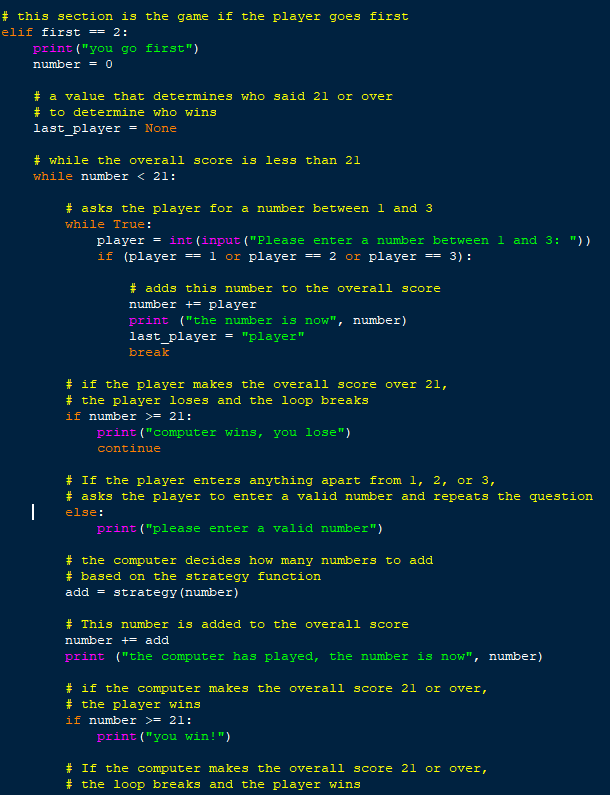 # this section is the game if the player goes first
elif first == 2:
    print("you go first")
    number = 0

    # a value that determines who said 21 or over
    # to determine who wins
    last_player = None

    # while the overall score is less than 21
    while number < 21:

        # asks the player for a number between 1 and 3
        while True:
            player = int(input("Please enter a number between 1 and 3: "))
            if (player == 1 or player == 2 or player == 3):

                # adds this number to the overall score
                number += player
                print ("the number is now", number)
                last_player = "player"
                break

        # if the player makes the overall score over 21,
        # the player loses and the loop breaks
        if number >= 21:
            print("computer wins, you lose")
            continue

        # If the player enters anything apart from 1, 2, or 3,
        # asks the player to enter a valid number and repeats the question
        else:
            print("please enter a valid number")

        # the computer decides how many numbers to add
        # based on the strategy function
        add = strategy(number)

        # This number is added to the overall score
        number += add
        print ("the computer has played, the number is now", number)

        # if the computer makes the overall score 21 or over,
        # the player wins
        if number >= 21:
            print("you win!")

        # If the computer makes the overall score 21 or over,
        # the loop breaks and the player wins